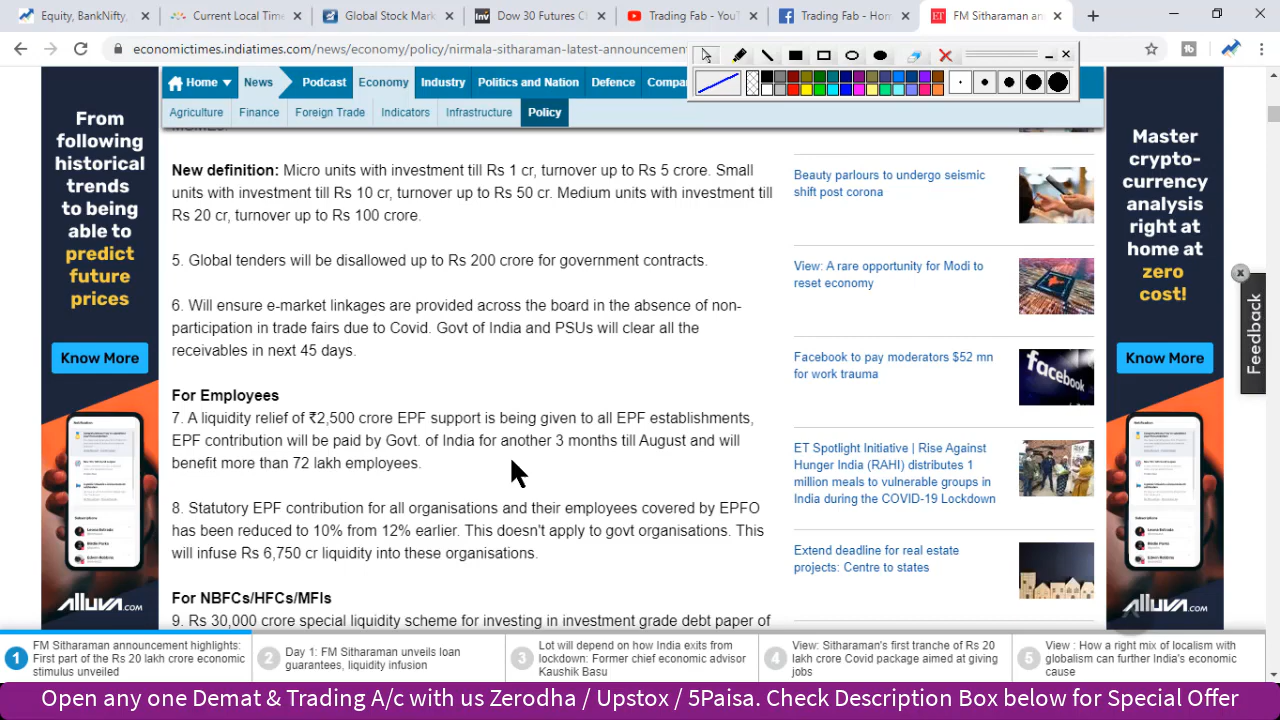 Equity, BankNifty,
Current Local Time
Global Stock Mark
Dow 30 Futures C
Trading Fab - YouT
Trading Fab - Hom
FM Sitharaman an
economictimes.indiatimes.com/news/economy/policy/nirmala-sitharaman-latest-announcement
Home
News
Podcast
Economy
Industry
Politics and Nation
Defence
Compa
Agriculture
Finance
Foreign Trade
Indicators
Infrastructure
Policy
From
following
historical
trends
to being
able to
predict
future
prices
Know More
Alluva.com
New definition: Micro units with investment till Rs 1 cr, turnover up to Rs 5 crore. Small
units with investment till Rs 10 cr, turnover up to Rs 50 cr. Medium units with investment till
Rs 20 cr, turnover up to Rs 100 crore.
5. Global tenders will be disallowed up to Rs 200 crore for government contracts.
6. Will ensure e-market linkages are provided across the board in the absence of non-
participation in trade fairs due to Covid. Govt of India and PSUs will clear all the
receivables in next 45 days.
For Employees
7. A liquidity relief of ₹2,500 crore EPF support is being given to all EPF establishments,
EPF contribution will be paid by Govt. of India for another 3 months till August and will
benefit more than 72 lakh employees.
8. Statutory EPF contribution for all organisations and their employees covered by EPFO
has been reduced to 10% from 12% earlier. This doesn't apply to govt organisations. This
will infuse Rs 6,750 cr liquidity into these organisations.
For NBFCs/HFCs/MFIs
9. Rs 30,000 crore special liquidity scheme for investing in investment grade debt paper of
Beauty parlours to undergo seismic
shift post corona
View: A rare opportunity for Modi to
reset economy
Facebook to pay moderators $52 mn
for work trauma
facebook
ET Spotlight Initiative | Rise Against
Hunger India (RAHI) distributes 1
million meals to vulnerable groups in
India during the COVID-19 Lockdown
Extend deadline for real estate
projects: Centre to states
Master
crypto-
currency
analysis
right at
home at
zero
cost!
Know More
Alluva.com
Feedback
1
FM Sitharaman announcement highlights:
First part of the Rs 20 lakh crore economic
stimulus unveiled
2
Day 1: FM Sitharaman unveils loan
guarantees, liquidity infusion
3
Lot will depend on how India exits from
lockdown: Former chief economic advisor
Kaushik Basu
4
View: Sitharaman's first tranche of Rs 20
lakh crore Covid package aimed at giving
jobs
5
View : How a right mix of localism with
globalism can further India's economic
cause
Open any one Demat & Trading A/c with us Zerodha / Upstox / 5Paisa. Check Description Box below for Special Offer